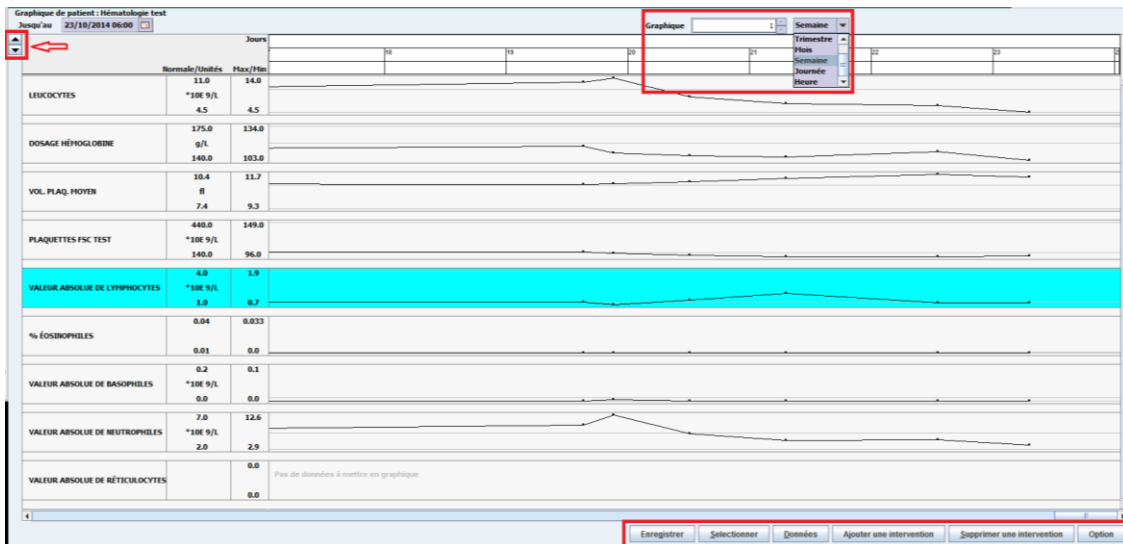 Graphique de patient : Hématologie test
Jusqu'au 23/10/2014 06:00
Graphique 1 Semaine
Trimestre
Mois
Semaine
Journée
Heure
Jours
18 19 20 21 22 23
Normale/Unités Max/Min
11.0 14.0
LEUCOCYTES *10E 9/L
4.5 4.5
175.0 134.0
DOSAGE HÉMOGLOBINE g/L
140.0 103.0
10.4 11.7
VOL. PLAQ. MOYEN fl
7.4 9.3
440.0 149.0
PLAQUETTES FSC TEST *10E 9/L
140.0 96.0
4.0 1.9
VALEUR ABSOLUE DE LYMPHOCYTES *10E 9/L
1.0 0.7
0.04 0.033
% ÉOSINOPHILES
0.01 0.0
0.2 0.1
VALEUR ABSOLUE DE BASOPHILES *10E 9/L
0.0 0.0
7.0 12.6
VALEUR ABSOLUE DE NEUTROPHILES *10E 9/L
2.0 2.9
0.0
VALEUR ABSOLUE DE RÉTICULOCYTES
Pas de données à mettre en graphique
0.0
Enregistrer Selectionner Données Ajouter une intervention Supprimer une intervention Option